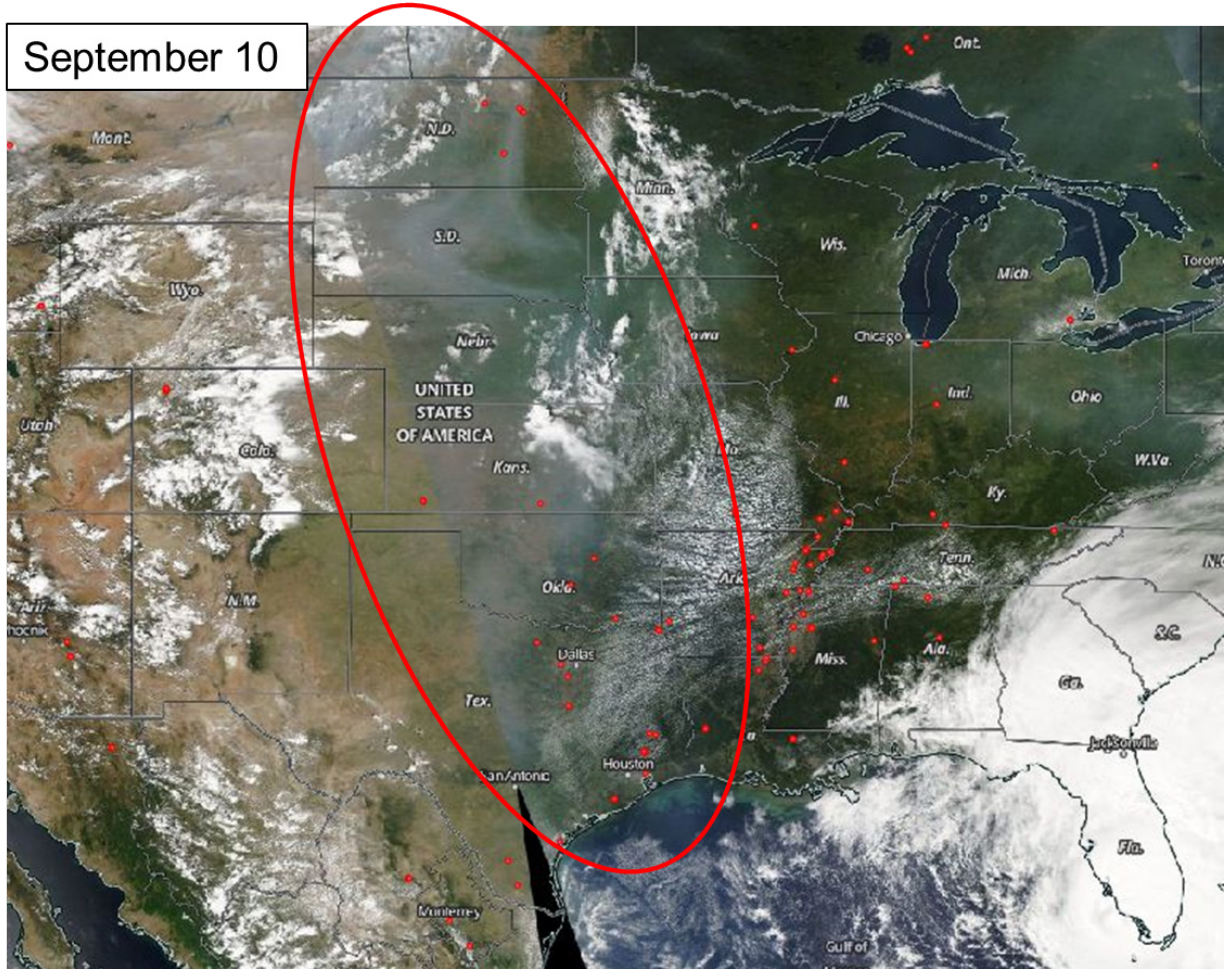 September 10
Ont.
Mont.
N.D.
Minn.
S.D.
Wis.
Mich.
Toronto
Wyo.
Chicago
Nebr.
Iowa
UNITED
STATES
OF AMERICA
Ill.
Ind.
Ohio
Utah
Colo.
Kans.
Mo.
W.Va.
Ky.
Okla.
Ark.
Tenn.
N.C.
Ariz.
N.M.
Dallas
Miss.
Ala.
S.C.
Ga.
Tex.
a
Jacksonville
Houston
San Antonio
Fla.
Monterrey
Gulf of